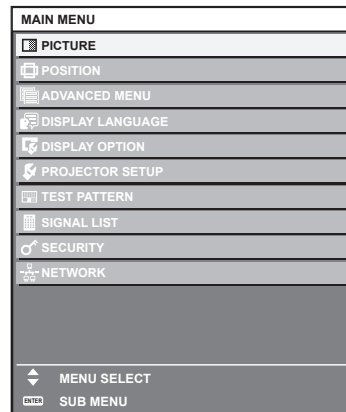 MAIN MENU
PICTURE
POSITION
ADVANCED MENU
DISPLAY LANGUAGE
DISPLAY OPTION
PROJECTOR SETUP
TEST PATTERN
SIGNAL LIST
SECURITY
NETWORK
MENU SELECT
ENTER SUB MENU